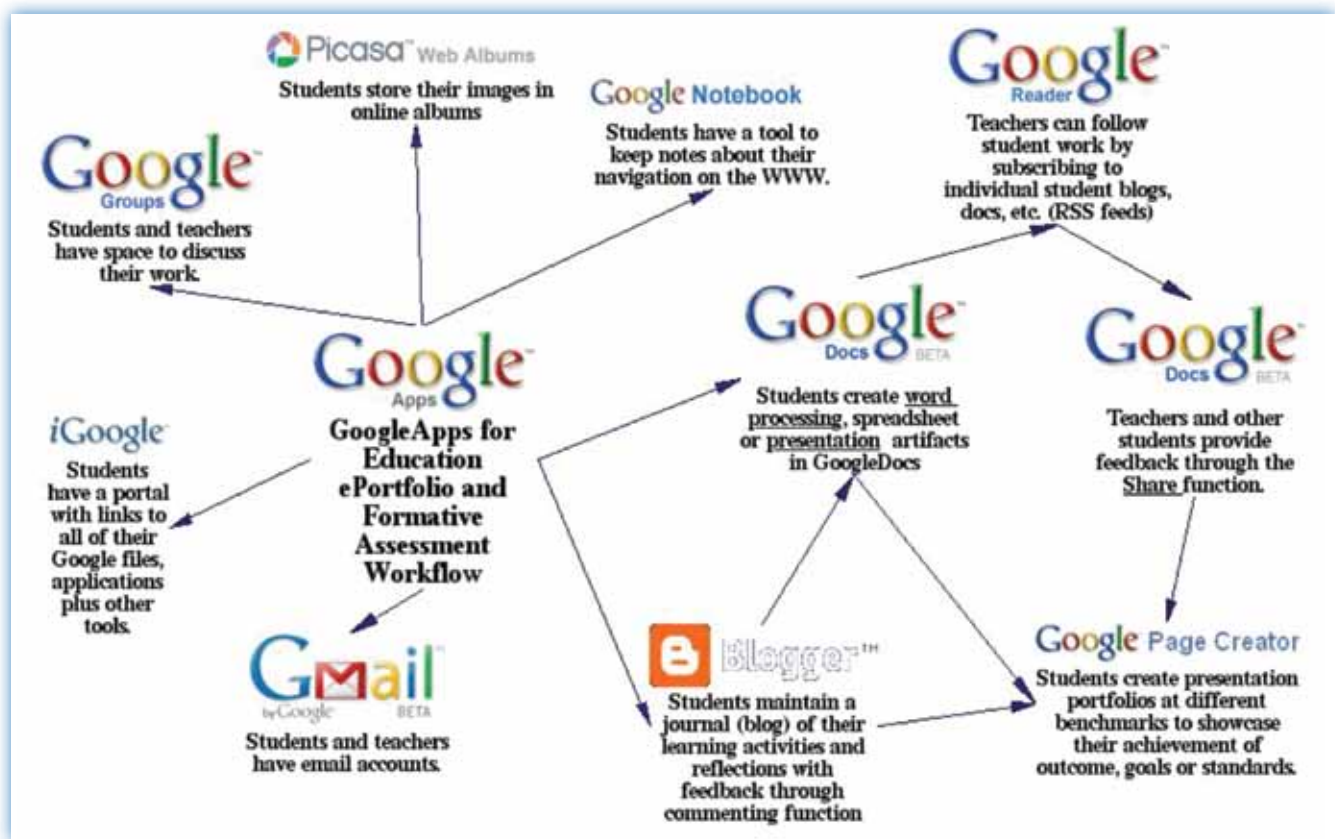 Picasa™ Web Albums
Students store their images in
online albums
Google Notebook
Students have a tool to
keep notes about their
navigation on the WWW.
Google™
Reader
Teachers can follow
student work by
subscribing to
individual student blogs,
docs, etc. (RSS feeds)
Google™
Groups
Students and teachers
have space to discuss
their work.
Google™
Apps
GoogleApps for
Education
ePortfolio and
Formative
Assessment
Workflow
Google™
Docs BETA
Students create word
processing, spreadsheet
or presentation artifacts
in GoogleDocs
Google™
Docs BETA
Teachers and other
students provide
feedback through the
Share function.
iGoogle
Students
have a portal
with links to
all of their
Google files,
applications
plus other
tools.
Gmail
by Google BETA
Students and teachers
have email accounts.
Blogger™
Students maintain a
journal (blog) of their
learning activities and
reflections with
feedback through
commenting function
Google Page Creator
Students create presentation
portfolios at different
benchmarks to showcase
their achievement of
outcome, goals or standards.